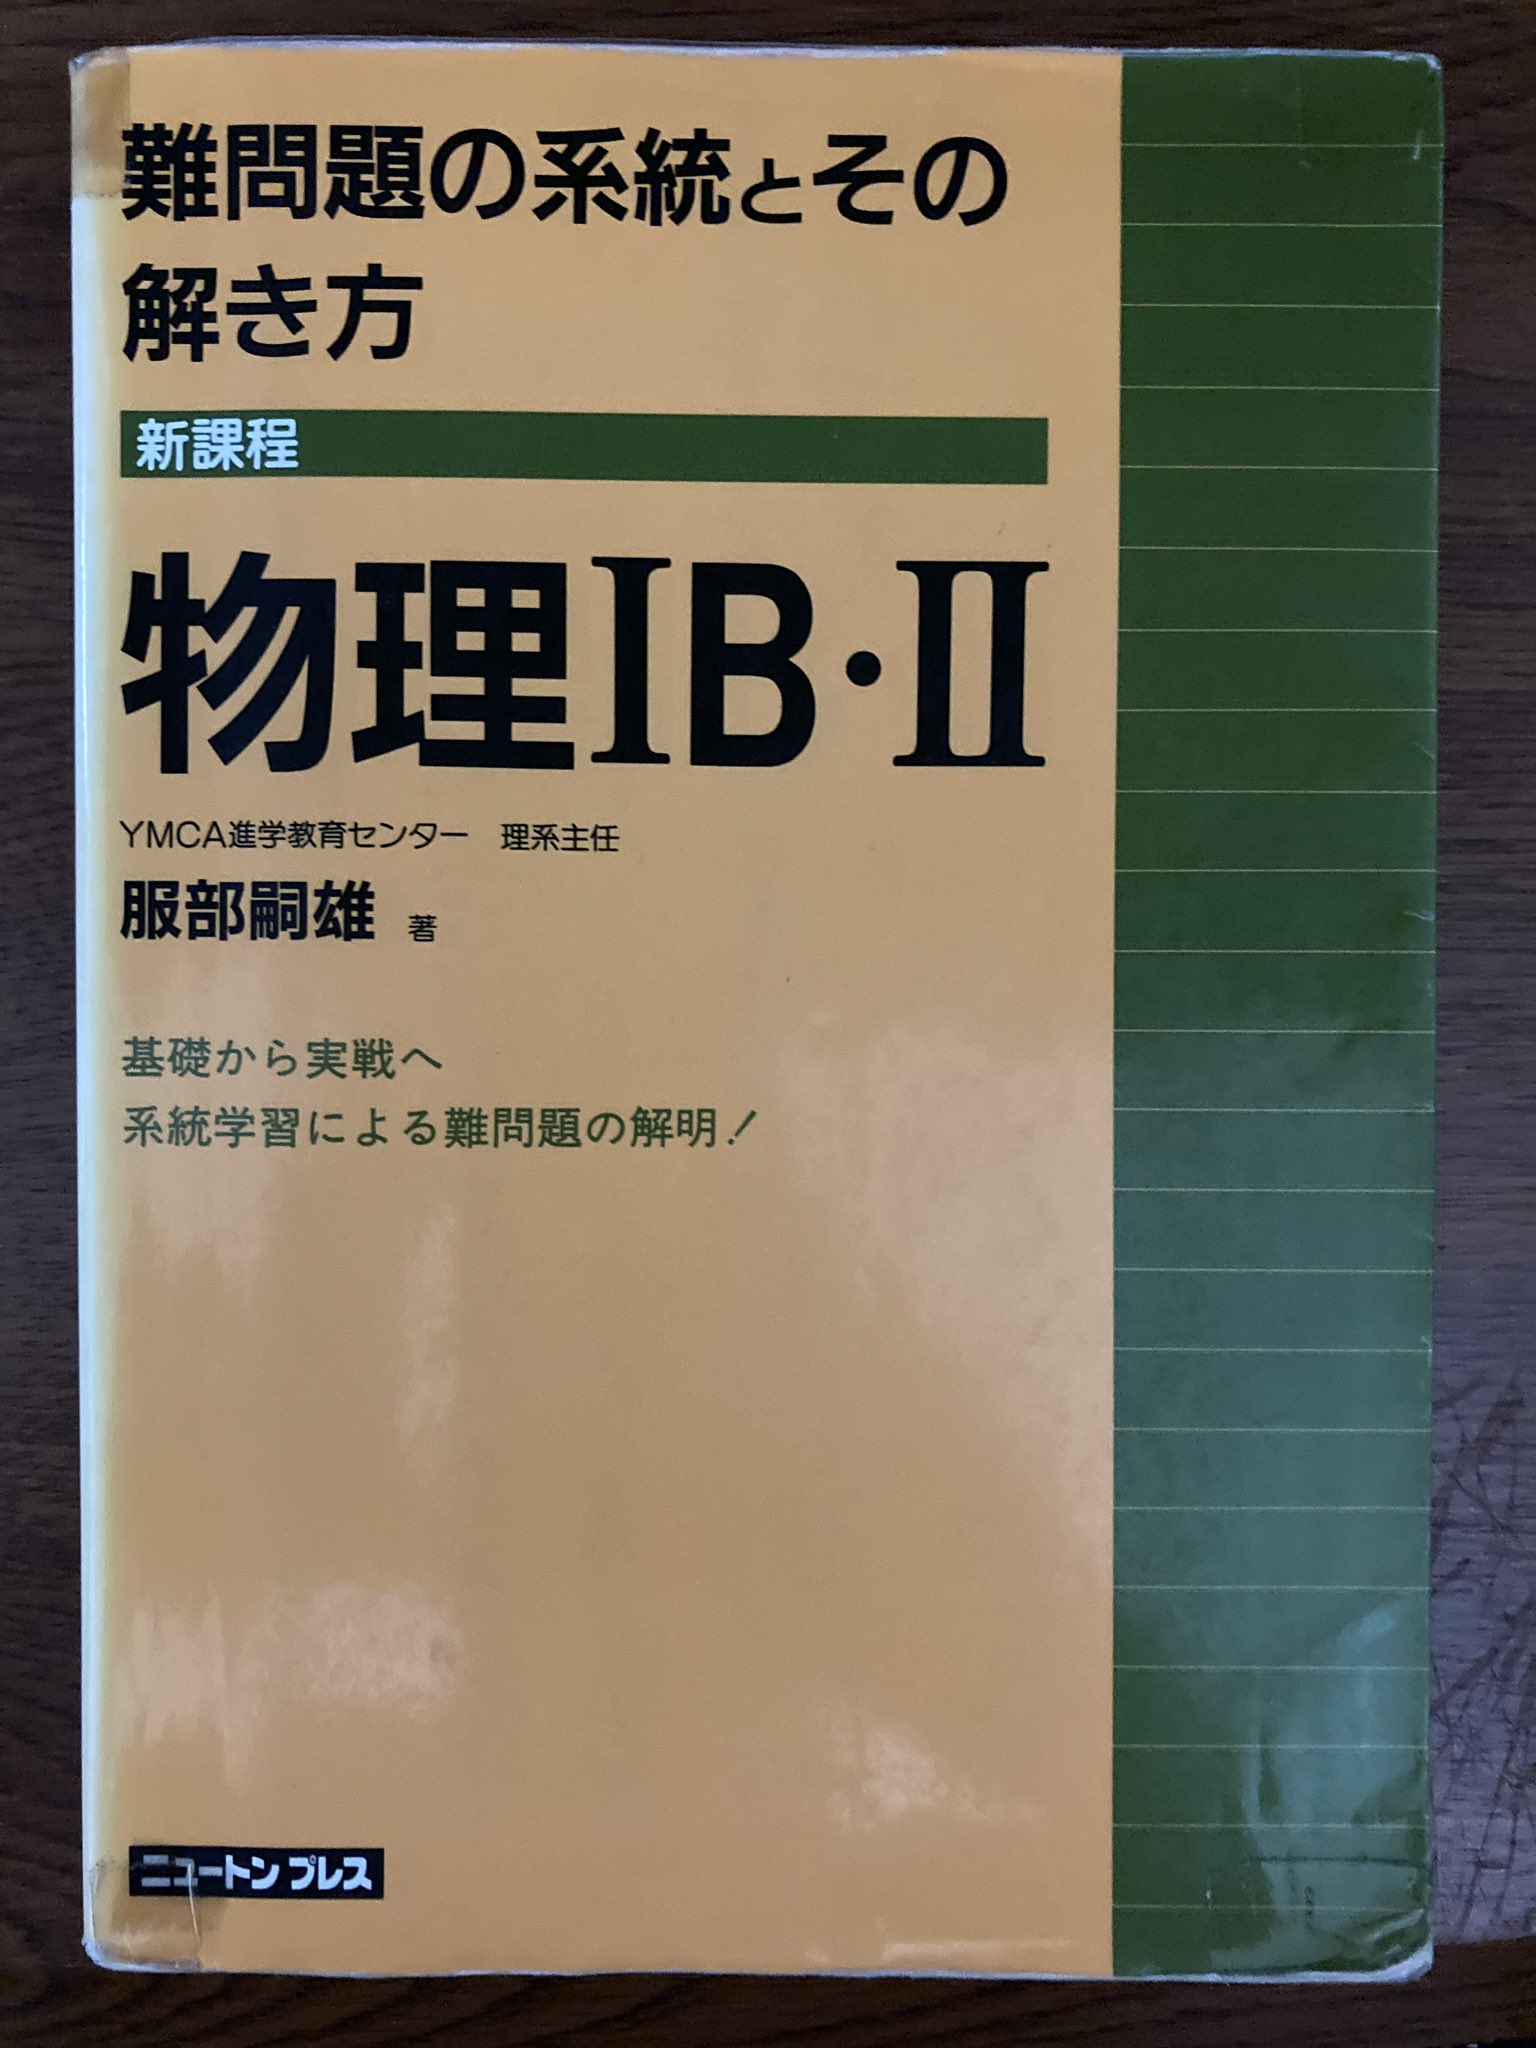 難問題の系統とその
解き方
新課程
物理ⅠB・Ⅱ
YMCA進学教育センター 理系主任
服部嗣雄 著
基礎から実戦へ
系統学習による難問題の解明!
ニュートン プレス